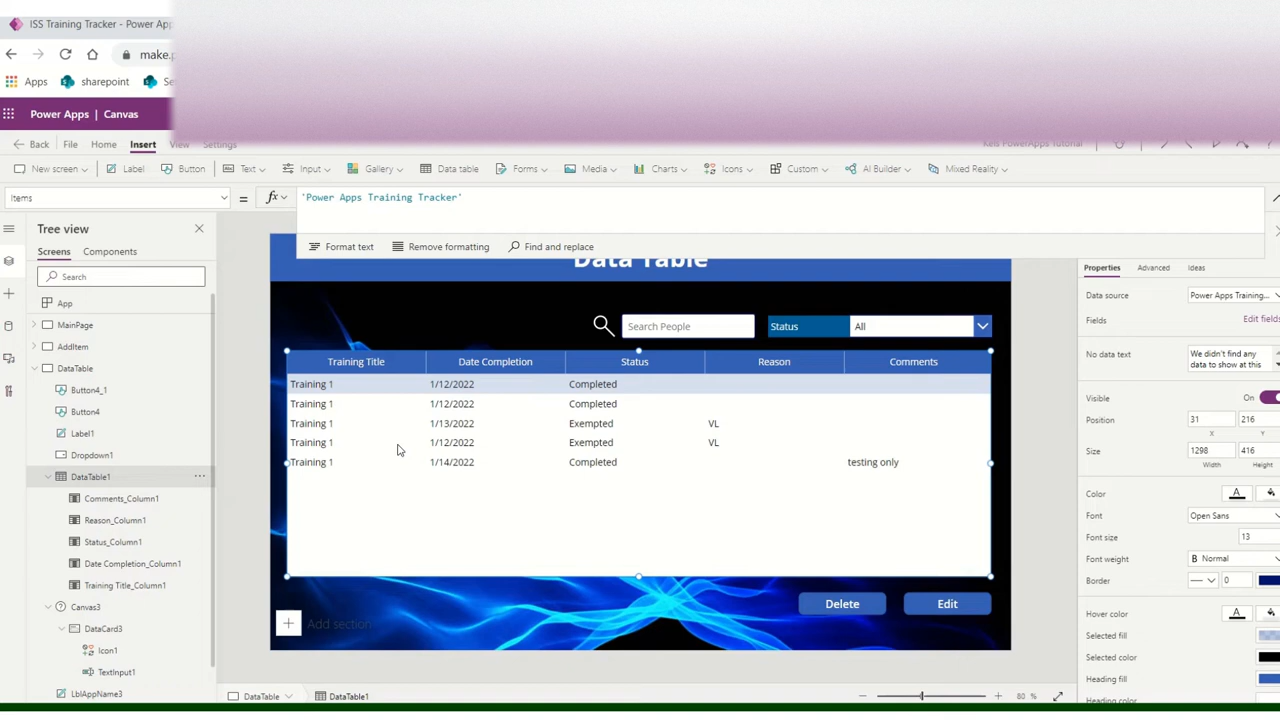 ISS Training Tracker - Power App
make.p
Apps sharepoint
Power Apps | Canvas
Back File Home Insert View Settings
New screen Label Button Text Input Gallery Data table Forms Media Charts Icons Custom AI Builder Mixed Reality
Items = fx 'Power Apps Training Tracker'
Format text Remove formatting Find and replace
Tree view
Screens Components
Search
App
MainPage
AddItem
DataTable
Button4_1
Button4
Label1
Dropdown1
DataTable1
Comments_Column1
Reason_Column1
Status_Column1
Date Completion_Column1
Training Title_Column1
Canvas3
DataCard3
Icon1
TextInput1
LblAppName3
Data Table
Search People Status All
Training Title Date Completion Status Reason Comments
Training 1 1/12/2022 Completed
Training 1 1/12/2022 Completed
Training 1 1/13/2022 Exempted VL
Training 1 1/12/2022 Exempted VL
Training 1 1/14/2022 Completed testing only
Delete Edit
Add section
DataTable DataTable1 80 %
Properties Advanced Ideas
Data source Power Apps Training...
Fields Edit fields
No data text We didn't find any
data to show at this
Visible On
Position 31 216
X Y
Size 1298 416
Width Height
Color
Font Open Sans
Font size 13
Font weight B Normal
Border 0
Hover color
Selected fill
Selected color
Heading fill
Heading color